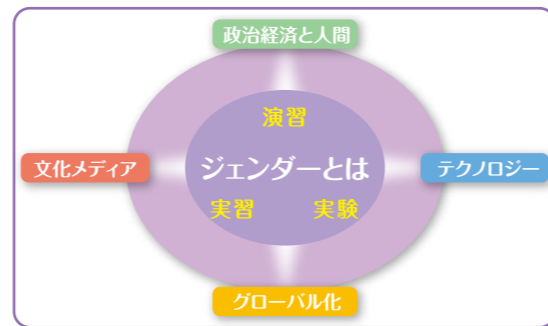 政治経済と人間
演習
文化メディア
ジェンダーとは
テクノロジー
実習
実験
グローバル化